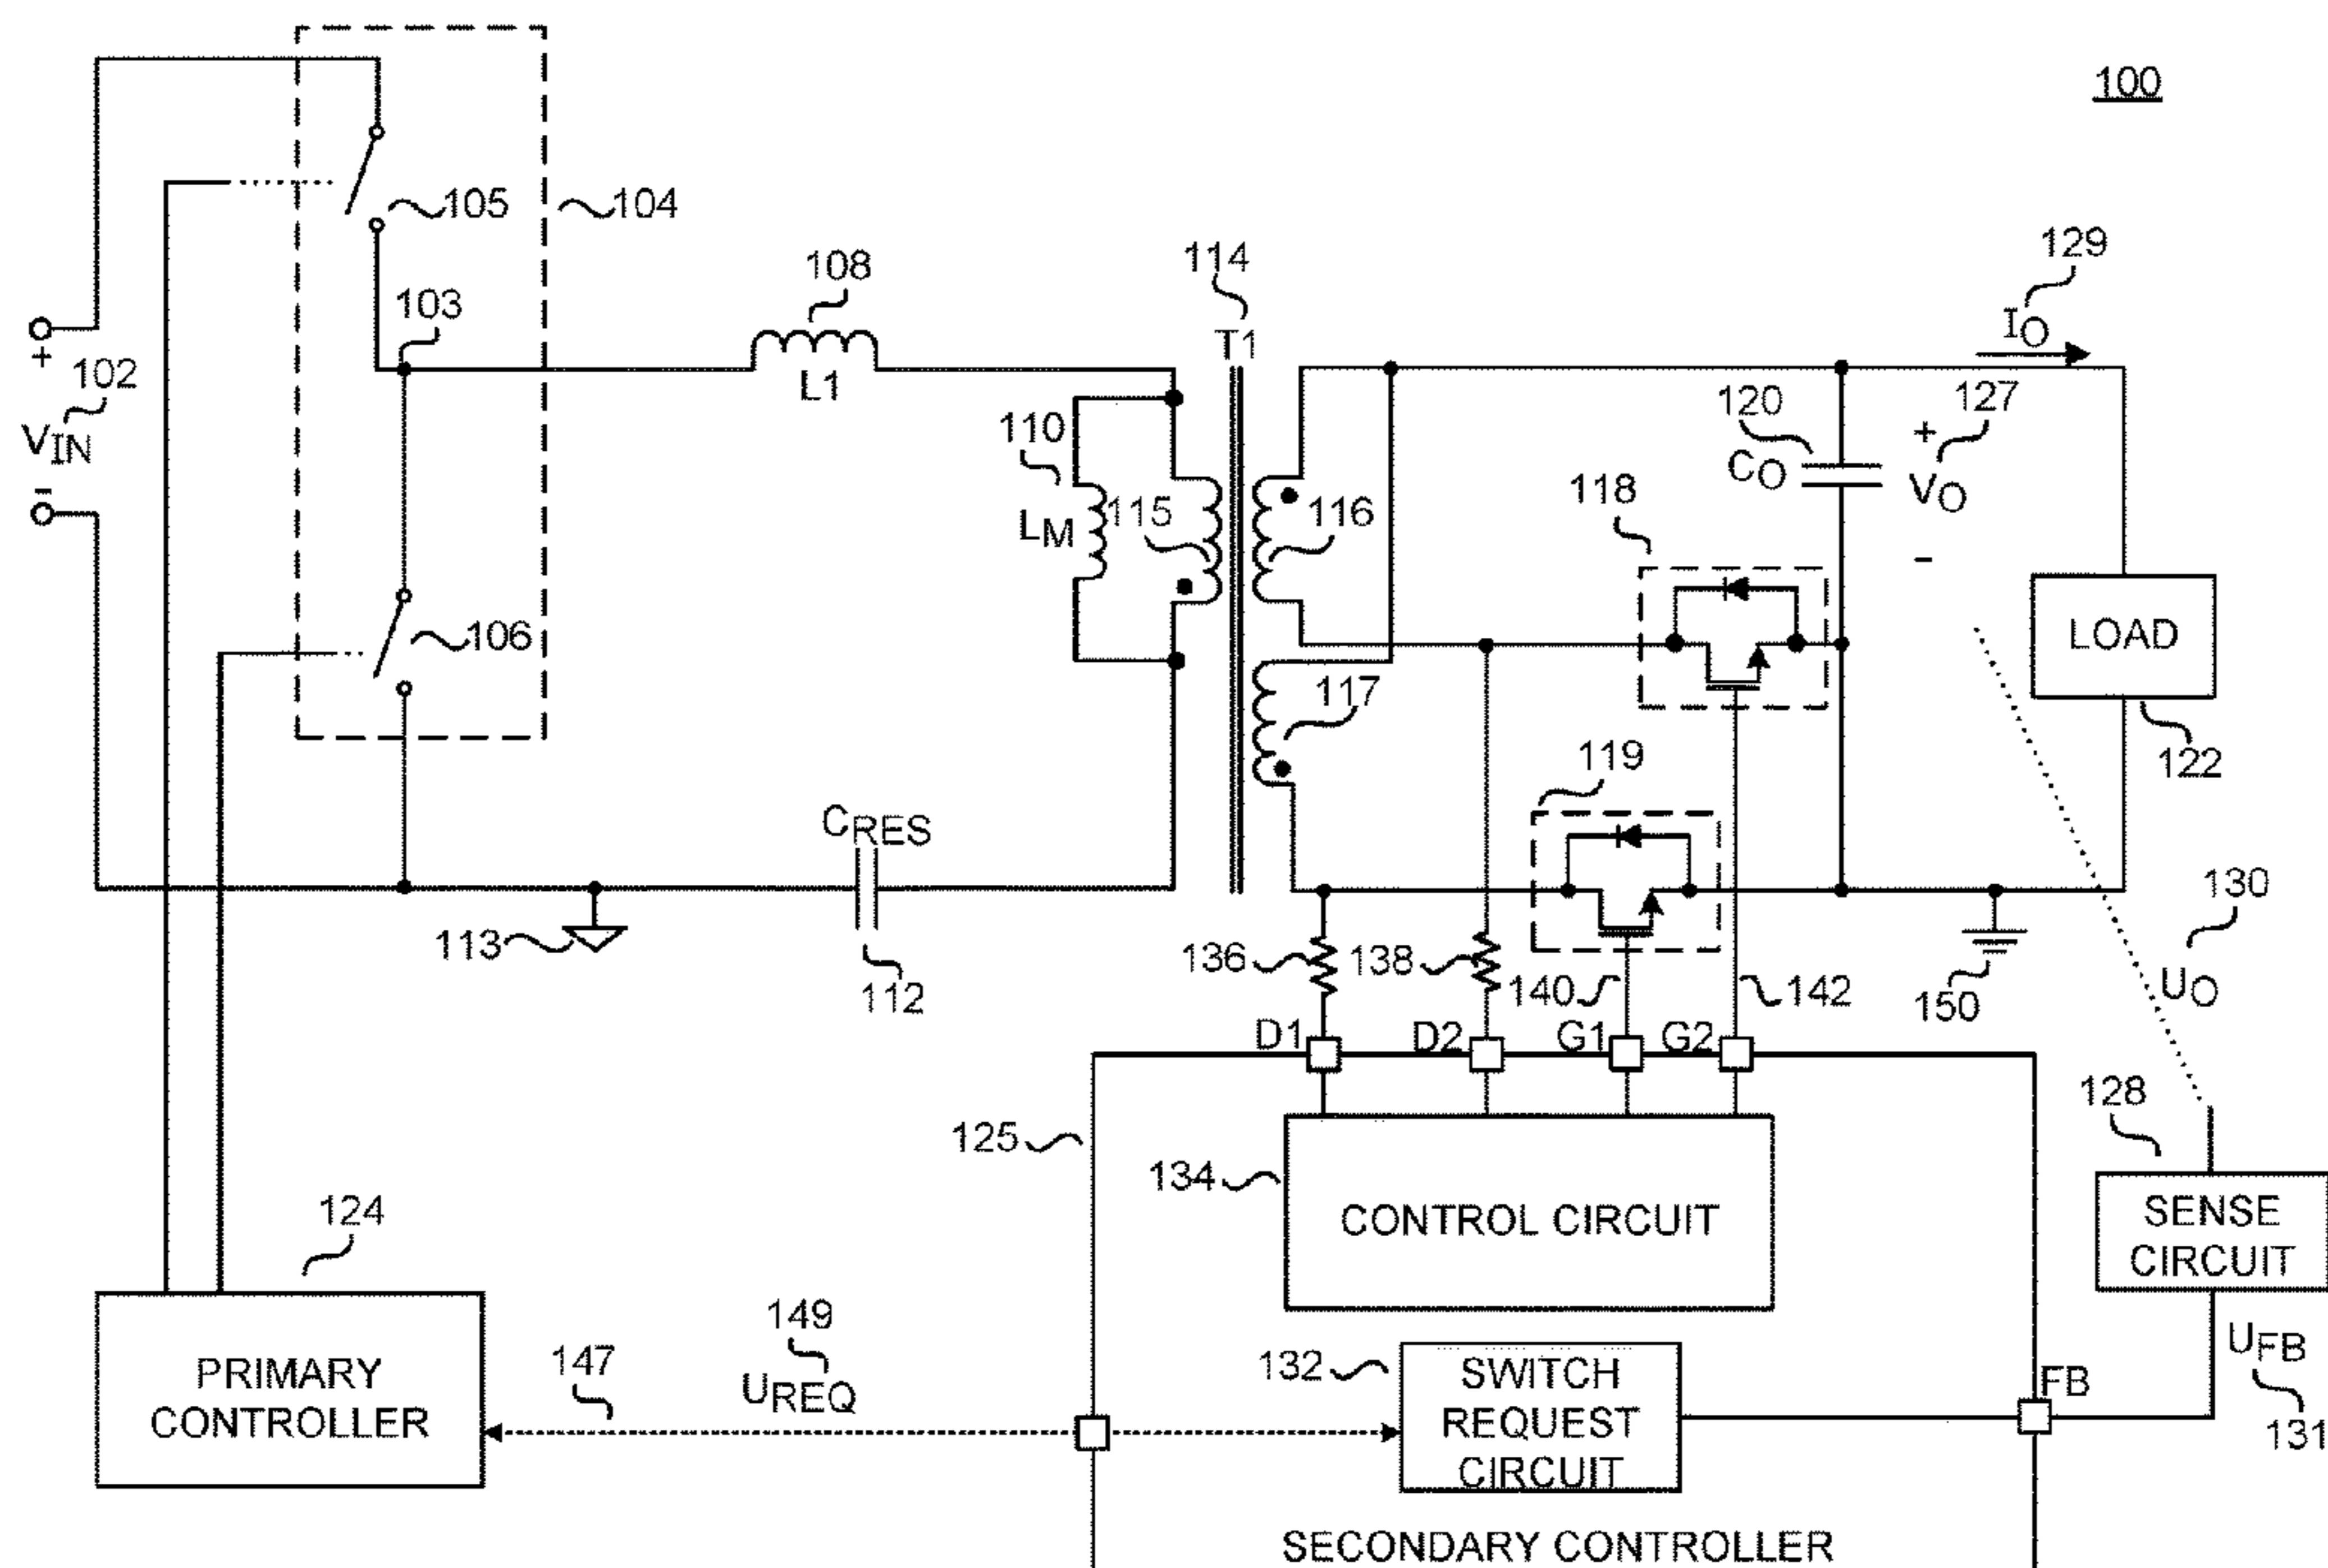 100
105
104
103
+
102
VIN
-
108
L1
110
LM
115
106
CRES
112
113
114
T1
116
117
129
IO
120
CO
+
127
VO
-
118
LOAD
122
119
130
UO
136
138
140
142
150
D1
D2
G1
G2
125
134
CONTROL CIRCUIT
128
SENSE
CIRCUIT
124
PRIMARY
CONTROLLER
147
149
UREQ
132
SWITCH
REQUEST
CIRCUIT
FB
UFB
131
SECONDARY CONTROLLER